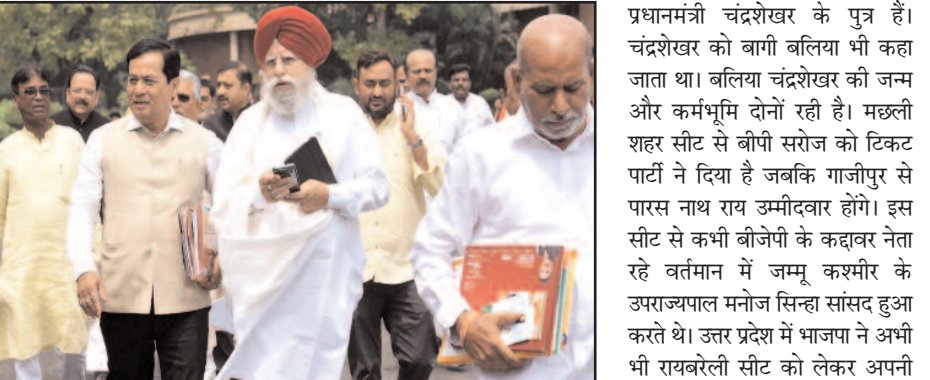 प्रधानमंत्री चंद्रशेखर के पुत्र हैं।
चंद्रशेखर को बागी बलिया भी कहा
जाता था। बलिया चंद्रशेखर की जन्म
और कर्मभूमि दोनों रही है। मछली
शहर सीट से बीपी सरोज को टिकट
पार्टी ने दिया है जबकि गाजीपुर से
पारस नाथ राय उम्मीदवार होंगे। इस
सीट से कभी बीजेपी के कद्दावर नेता
रहे वर्तमान में जम्मू कश्मीर के
उपराज्यपाल मनोज सिन्हा सांसद हुआ
करते थे। उत्तर प्रदेश में भाजपा ने अभी
भी रायबरेली सीट को लेकर अपनी